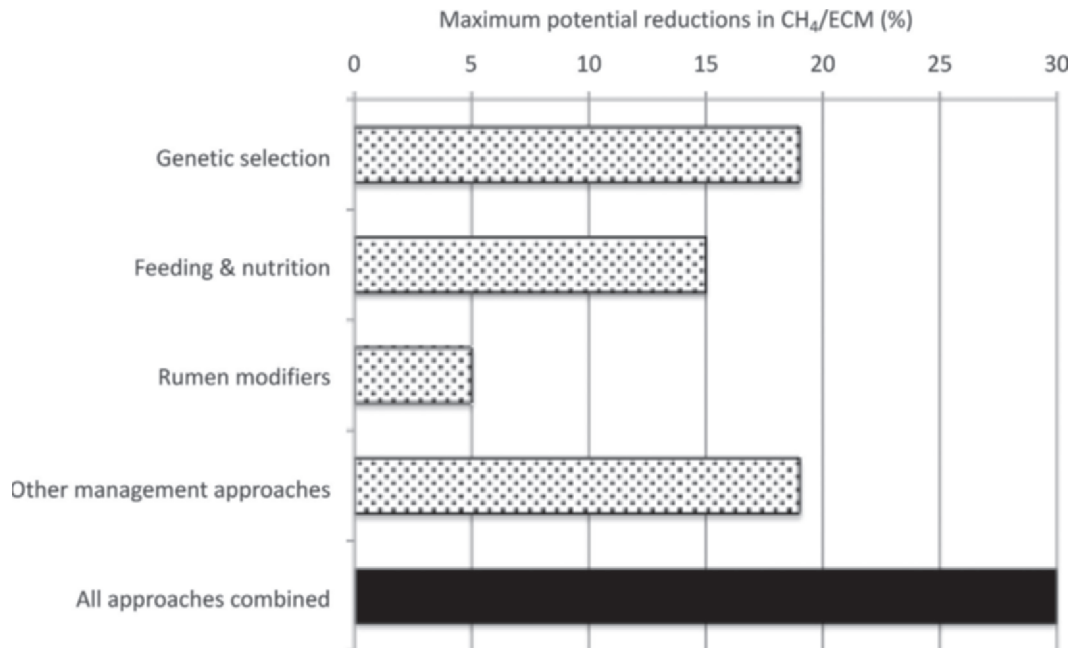 Maximum potential reductions in CH₄/ECM (%)
0 5 10 15 20 25 30
Genetic selection
Feeding & nutrition
Rumen modifiers
Other management approaches
All approaches combined